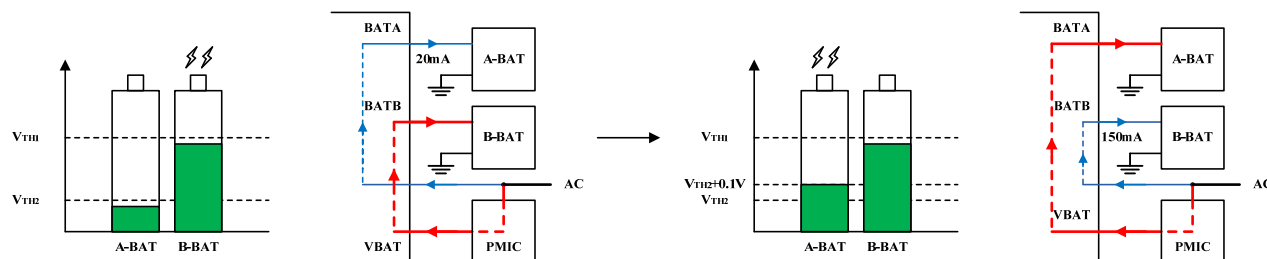 VTH1
VTH2
A-BAT
B-BAT
BATA
20mA
A-BAT
BATB
B-BAT
AC
VBAT
PMIC
VTH1
VTH2+0.1V
VTH2
A-BAT
B-BAT
BATA
A-BAT
BATB
150mA
B-BAT
AC
VBAT
PMIC